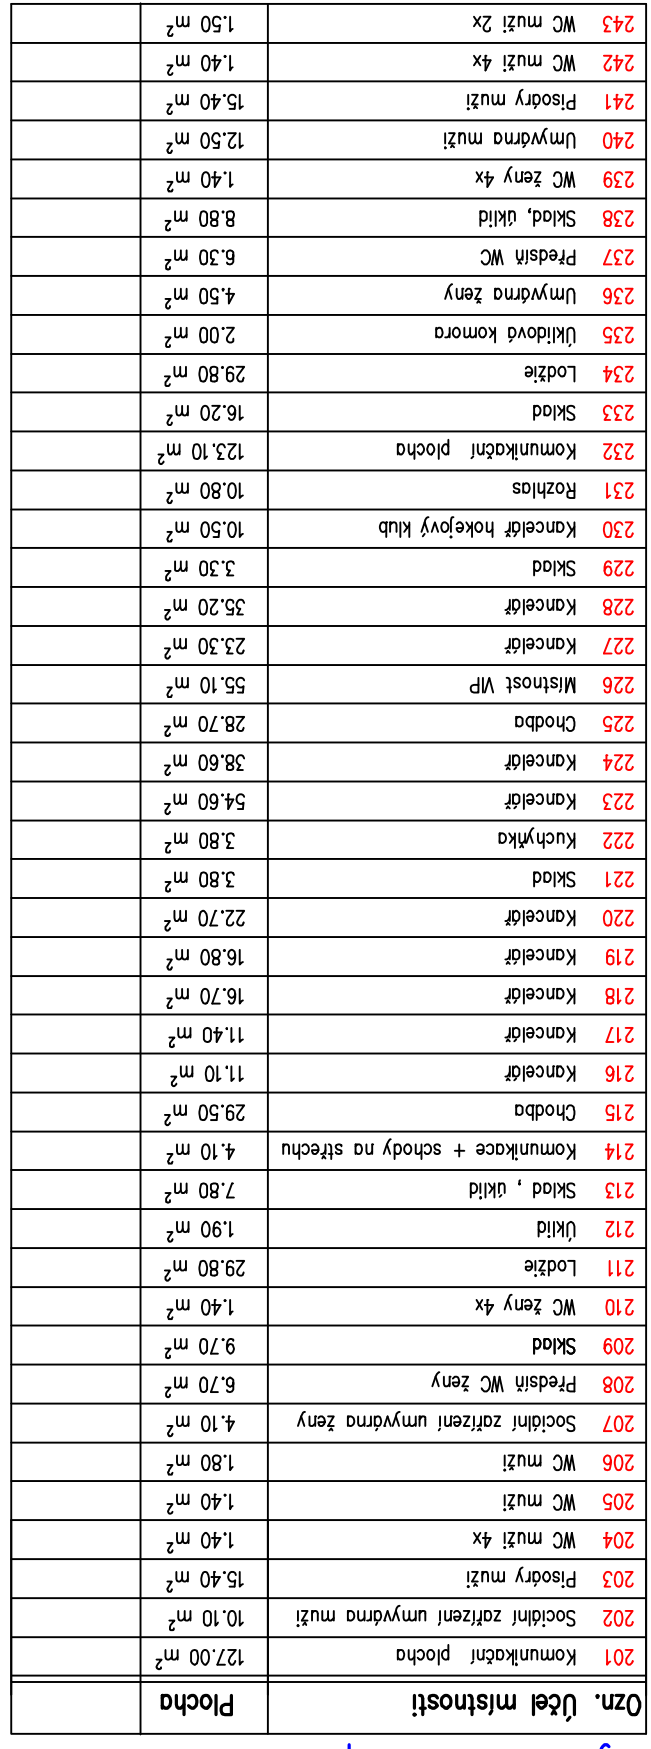 Ozn. Účel místnosti Plocha
201 Komunikační plocha 127.00 m²
202 Sociální zařízení umyvárna muži 10.10 m²
203 Pisoáry muži 15.40 m²
204 WC muži 4x 1.40 m²
205 WC muži 1.40 m²
206 WC muži 1.80 m²
207 Sociální zařízení umyvárna ženy 4.10 m²
208 Předsíň WC ženy 6.70 m²
209 Sklad 9.70 m²
210 WC ženy 4x 1.40 m²
211 Lodžie 29.80 m²
212 Úklid 1.90 m²
213 Sklad , úklid 7.80 m²
214 Komunikace + schody na střechu 4.10 m²
215 Chodba 29.50 m²
216 Kancelář 11.10 m²
217 Kancelář 11.40 m²
218 Kancelář 16.70 m²
219 Kancelář 16.80 m²
220 Kancelář 22.70 m²
221 Sklad 3.80 m²
222 Kuchyňka 3.80 m²
223 Kancelář 54.60 m²
224 Kancelář 38.60 m²
225 Chodba 28.70 m²
226 Místnost VIP 55.10 m²
227 Kancelář 23.30 m²
228 Kancelář 35.20 m²
229 Sklad 3.30 m²
230 Kancelář hokejový klub 10.50 m²
231 Rozhlas 10.80 m²
232 Komunikační plocha 123.10 m²
233 Sklad 16.20 m²
234 Lodžie 29.80 m²
235 Úklidová komora 2.00 m²
236 Umyvárna ženy 4.50 m²
237 Předsíň WC 6.30 m²
238 Sklad, úklid 8.80 m²
239 WC ženy 4x 1.40 m²
240 Umyvárna muži 12.50 m²
241 Pisoáry muži 15.40 m²
242 WC muži 4x 1.40 m²
243 WC muži 2x 1.50 m²